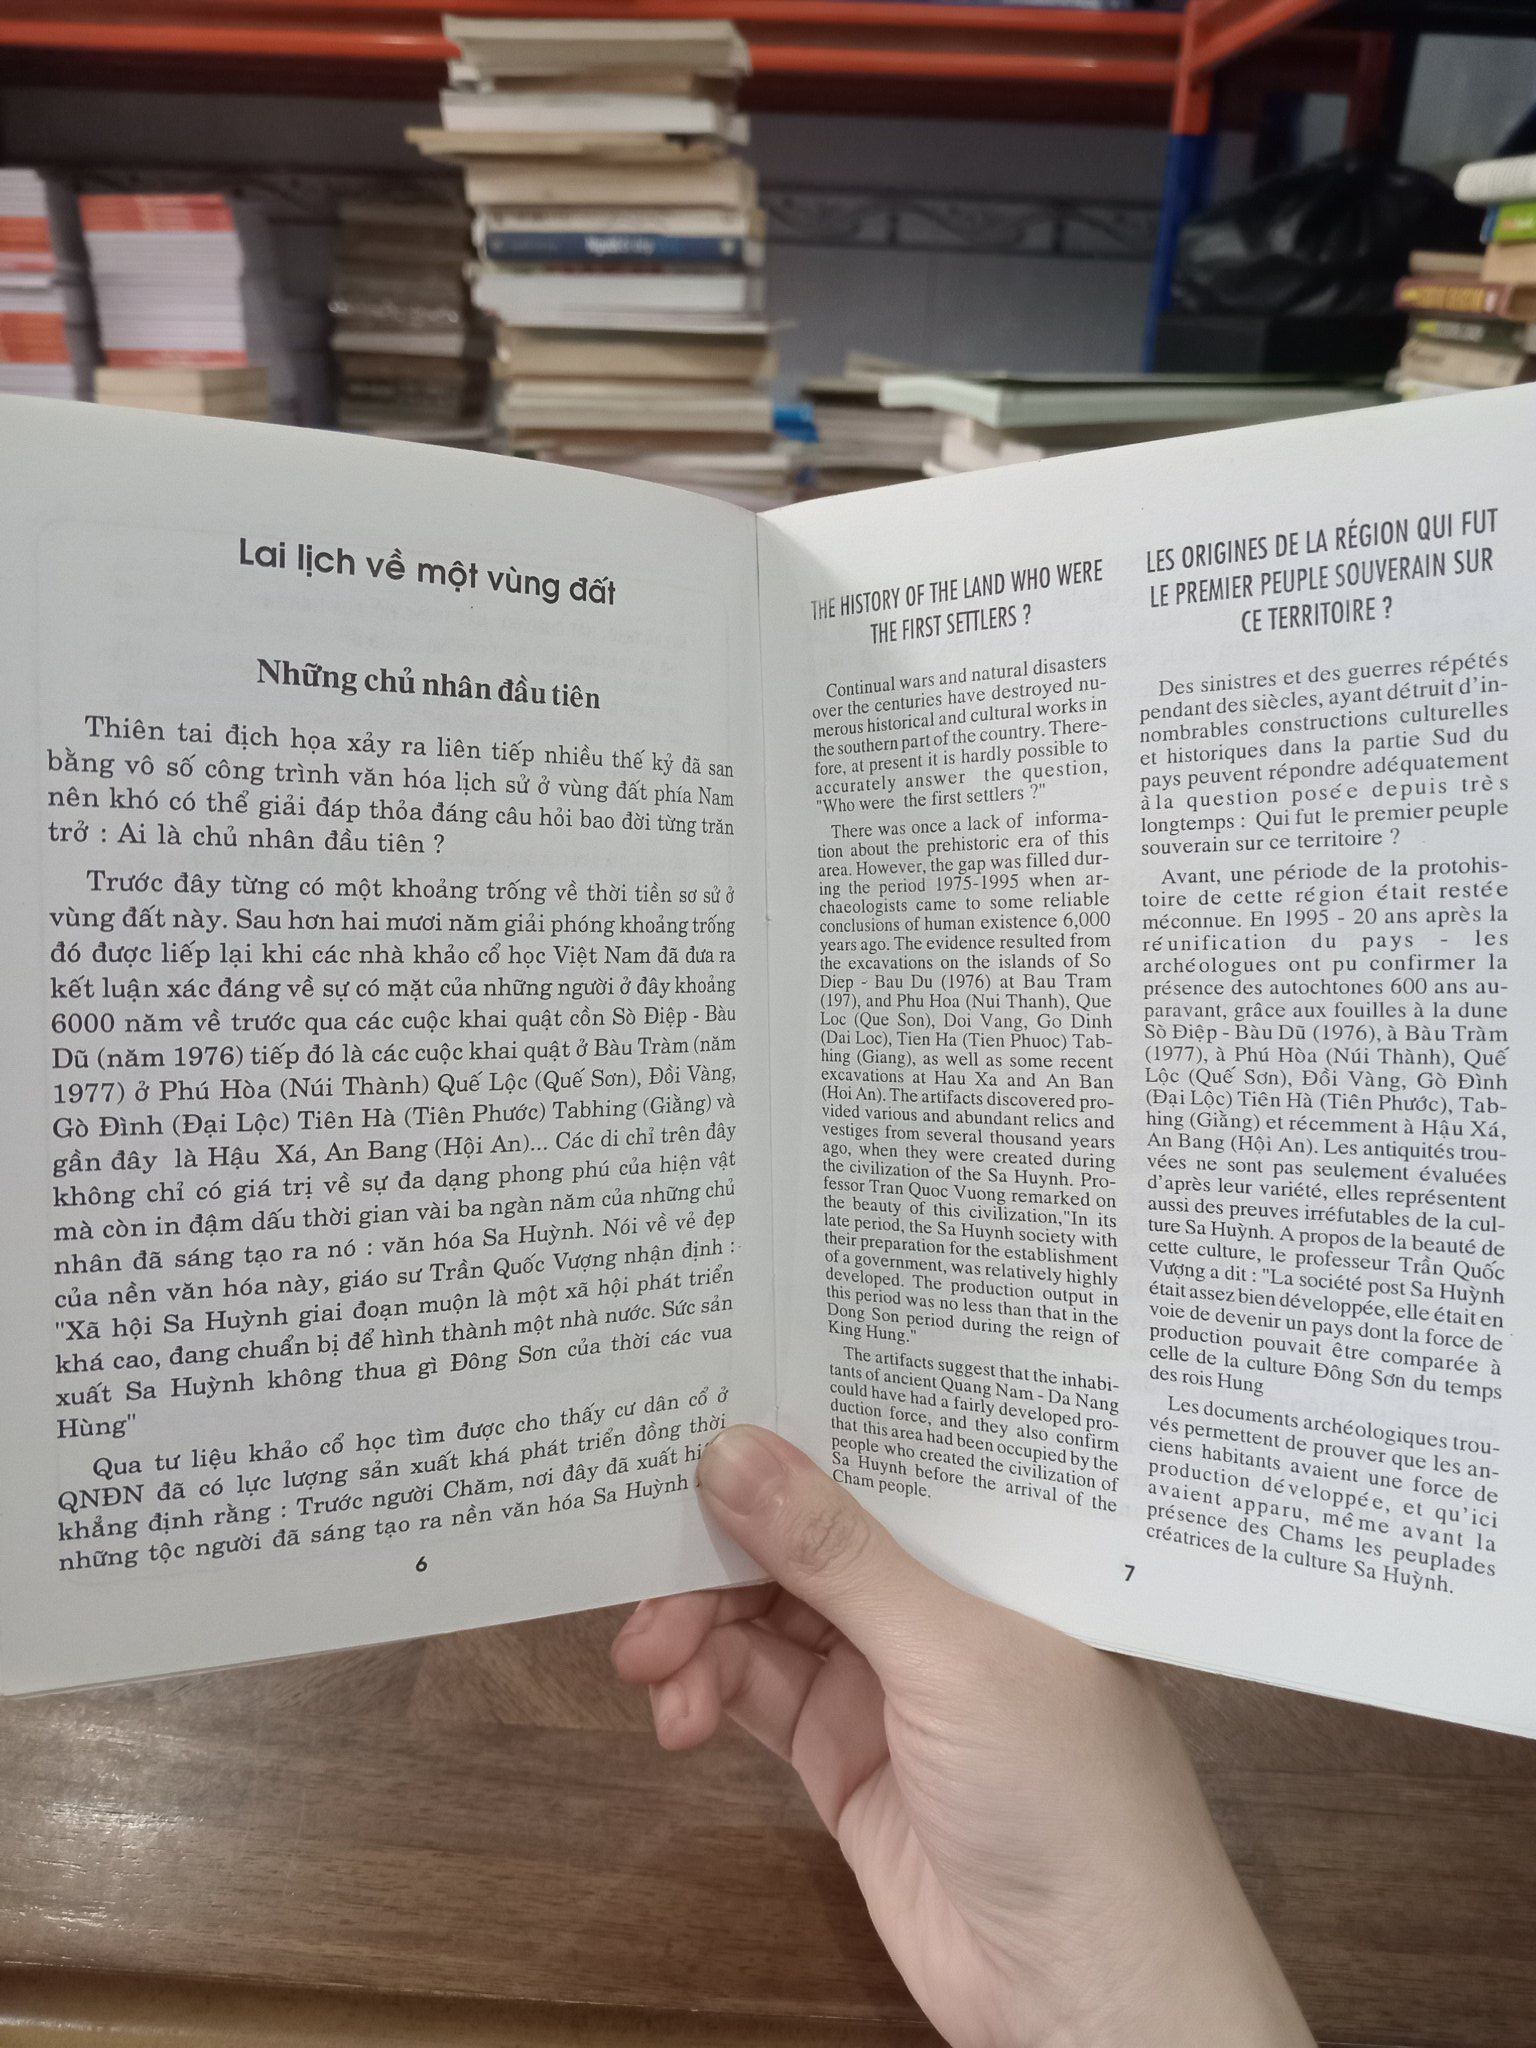 Lai lịch về một vùng đất
Những chủ nhân đầu tiên
Thiên tai địch họa xảy ra liên tiếp nhiều thế kỷ đã san
bằng vô số công trình văn hóa lịch sử ở vùng đất phía Nam
nên khó có thể giải đáp thỏa đáng câu hỏi bao đời từng trăn
trở : Ai là chủ nhân đầu tiên ?
Trước đây từng có một khoảng trống về thời tiền sơ sử ở
vùng đất này. Sau hơn hai mươi năm giải phóng khoảng trống
đó được liếp lại khi các nhà khảo cổ học Việt Nam đã đưa ra
kết luận xác đáng về sự có mặt của những người ở đây khoảng
6000 năm về trước qua các cuộc khai quật cồn Sò Điệp - Bàu
Dũ (năm 1976) tiếp đó là các cuộc khai quật ở Bàu Tràm (năm
1977) ở Phú Hòa (Núi Thành) Quế Lộc (Quế Sơn), Đồi Vàng,
Gò Đình (Đại Lộc) Tiên Hà (Tiên Phước) Tabhing (Giằng) và
gần đây là Hậu Xá, An Bang (Hội An)... Các di chỉ trên đây
không chỉ có giá trị về sự đa dạng phong phú của hiện vật
mà còn in đậm dấu thời gian vài ba ngàn năm của những chủ
nhân đã sáng tạo ra nó : văn hóa Sa Huỳnh. Nói về vẻ đẹp
của nền văn hóa này, giáo sư Trần Quốc Vượng nhận định :
"Xã hội Sa Huỳnh giai đoạn muộn là một xã hội phát triển
khá cao, đang chuẩn bị để hình thành một nhà nước. Sức sản
xuất Sa Huỳnh không thua gì Đông Sơn của thời các vua
Hùng"
Qua tư liệu khảo cổ học tìm được cho thấy cư dân cổ ở
QNĐN đã có lực lượng sản xuất khá phát triển đồng thời
khẳng định rằng : Trước người Chăm, nơi đây đã xuất
những tộc người đã sáng tạo ra nền văn hóa Sa Huỳnh
6
THE HISTORY OF THE LAND WHO WERE
THE FIRST SETTLERS ?
Continual wars and natural disasters
over the centuries have destroyed nu-
merous historical and cultural works in
the southern part of the country. There-
fore, at present it is hardly possible to
accurately answer the question,
"Who were the first settlers ?"
There was once a lack of informa-
tion about the prehistoric era of this
area. However, the gap was filled dur-
ing the period 1975-1995 when ar-
chaeologists came to some reliable
conclusions of human existence 6,000
years ago. The evidence resulted from
the excavations on the islands of So
Diep - Bau Du (1976) at Bau Tram
(197), and Phu Hoa (Nui Thanh), Que
Loc (Que Son), Doi Vang, Go Dinh
(Dai Loc), Tien Ha (Tien Phuoc) Tab-
hing (Giang), as well as some recent
excavations at Hau Xa and An Ban
(Hoi An). The artifacts discovered pro-
vided various and abundant relics and
vestiges from several thousand years
ago, when they were created during
the civilization of the Sa Huynh. Pro-
fessor Tran Quoc Vuong remarked on
the beauty of this civilization,"In its
late period, the Sa Huynh society with
their preparation for the establishment
of a government, was relatively highly
developed. The production output in
this period was no less than that in the
Dong Son period during the reign of
King Hung."
The artifacts suggest that the inhabi-
tants of ancient Quang Nam - Da Nang
could have had a fairly developed pro-
duction force, and they also confirm
that this area had been occupied by the
people who created the civilization of
Sa Huynh before the arrival of the
Cham people.
LES ORIGINES DE LA RÉGION QUI FUT
LE PREMIER PEUPLE SOUVERAIN SUR
CE TERRITOIRE ?
Des sinistres et des guerres répétés
pendant des siècles, ayant détruit d'in-
nombrables constructions culturelles
et historiques dans la partie Sud du
pays peuvent répondre adéquatement
à la question posée depuis très
longtemps : Qui fut le premier peuple
souverain sur ce territoire ?
Avant, une période de la protohis-
toire de cette région était restée
méconnue. En 1995 - 20 ans après la
réunification du pays - les
archéologues ont pu confirmer la
présence des autochtones 600 ans au-
paravant, grâce aux fouilles à la dune
Sò Điệp - Bàu Dũ (1976), à Bàu Tràm
(1977), à Phú Hòa (Núi Thành), Quế
Lộc (Quế Sơn), Đồi Vàng, Gò Đình
(Đại Lộc) Tiên Hà (Tiên Phước), Tab-
hing (Giằng) et récemment à Hậu Xá,
An Bang (Hội An). Les antiquités trou-
vées ne sont pas seulement évaluées
d'après leur variété, elles représentent
aussi des preuves irréfutables de la cul-
ture Sa Huỳnh. A propos de la beauté de
cette culture, le professeur Trần Quốc
Vượng a dit : "La société post Sa Huỳnh
était assez bien développée, elle était en
voie de devenir un pays dont la force de
production pouvait être comparée à
celle de la culture Đông Sơn du temps
des rois Hung
Les documents archéologiques trou-
vés permettent de prouver que les an-
ciens habitants avaient une force de
production développée, et qu'ici
avaient apparu, même avant la
présence des Chams les peuplades
créatrices de la culture Sa Huỳnh.
7